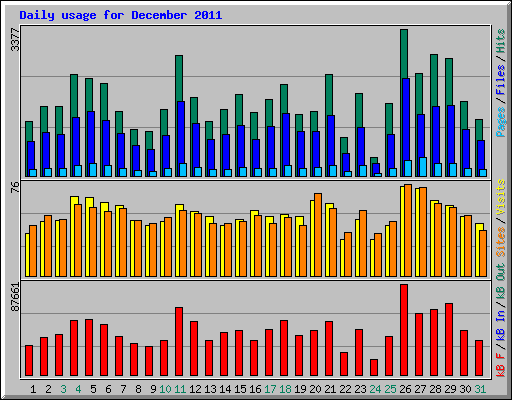 Daily usage for December 2011
3377
Pages / Files / Hits
76
Sites / Visits
87661
kB F / kB In / kB Out
1 2 3 4 5 6 7 8 9 10 11 12 13 14 15 16 17 18 19 20 21 22 23 24 25 26 27 28 29 30 31